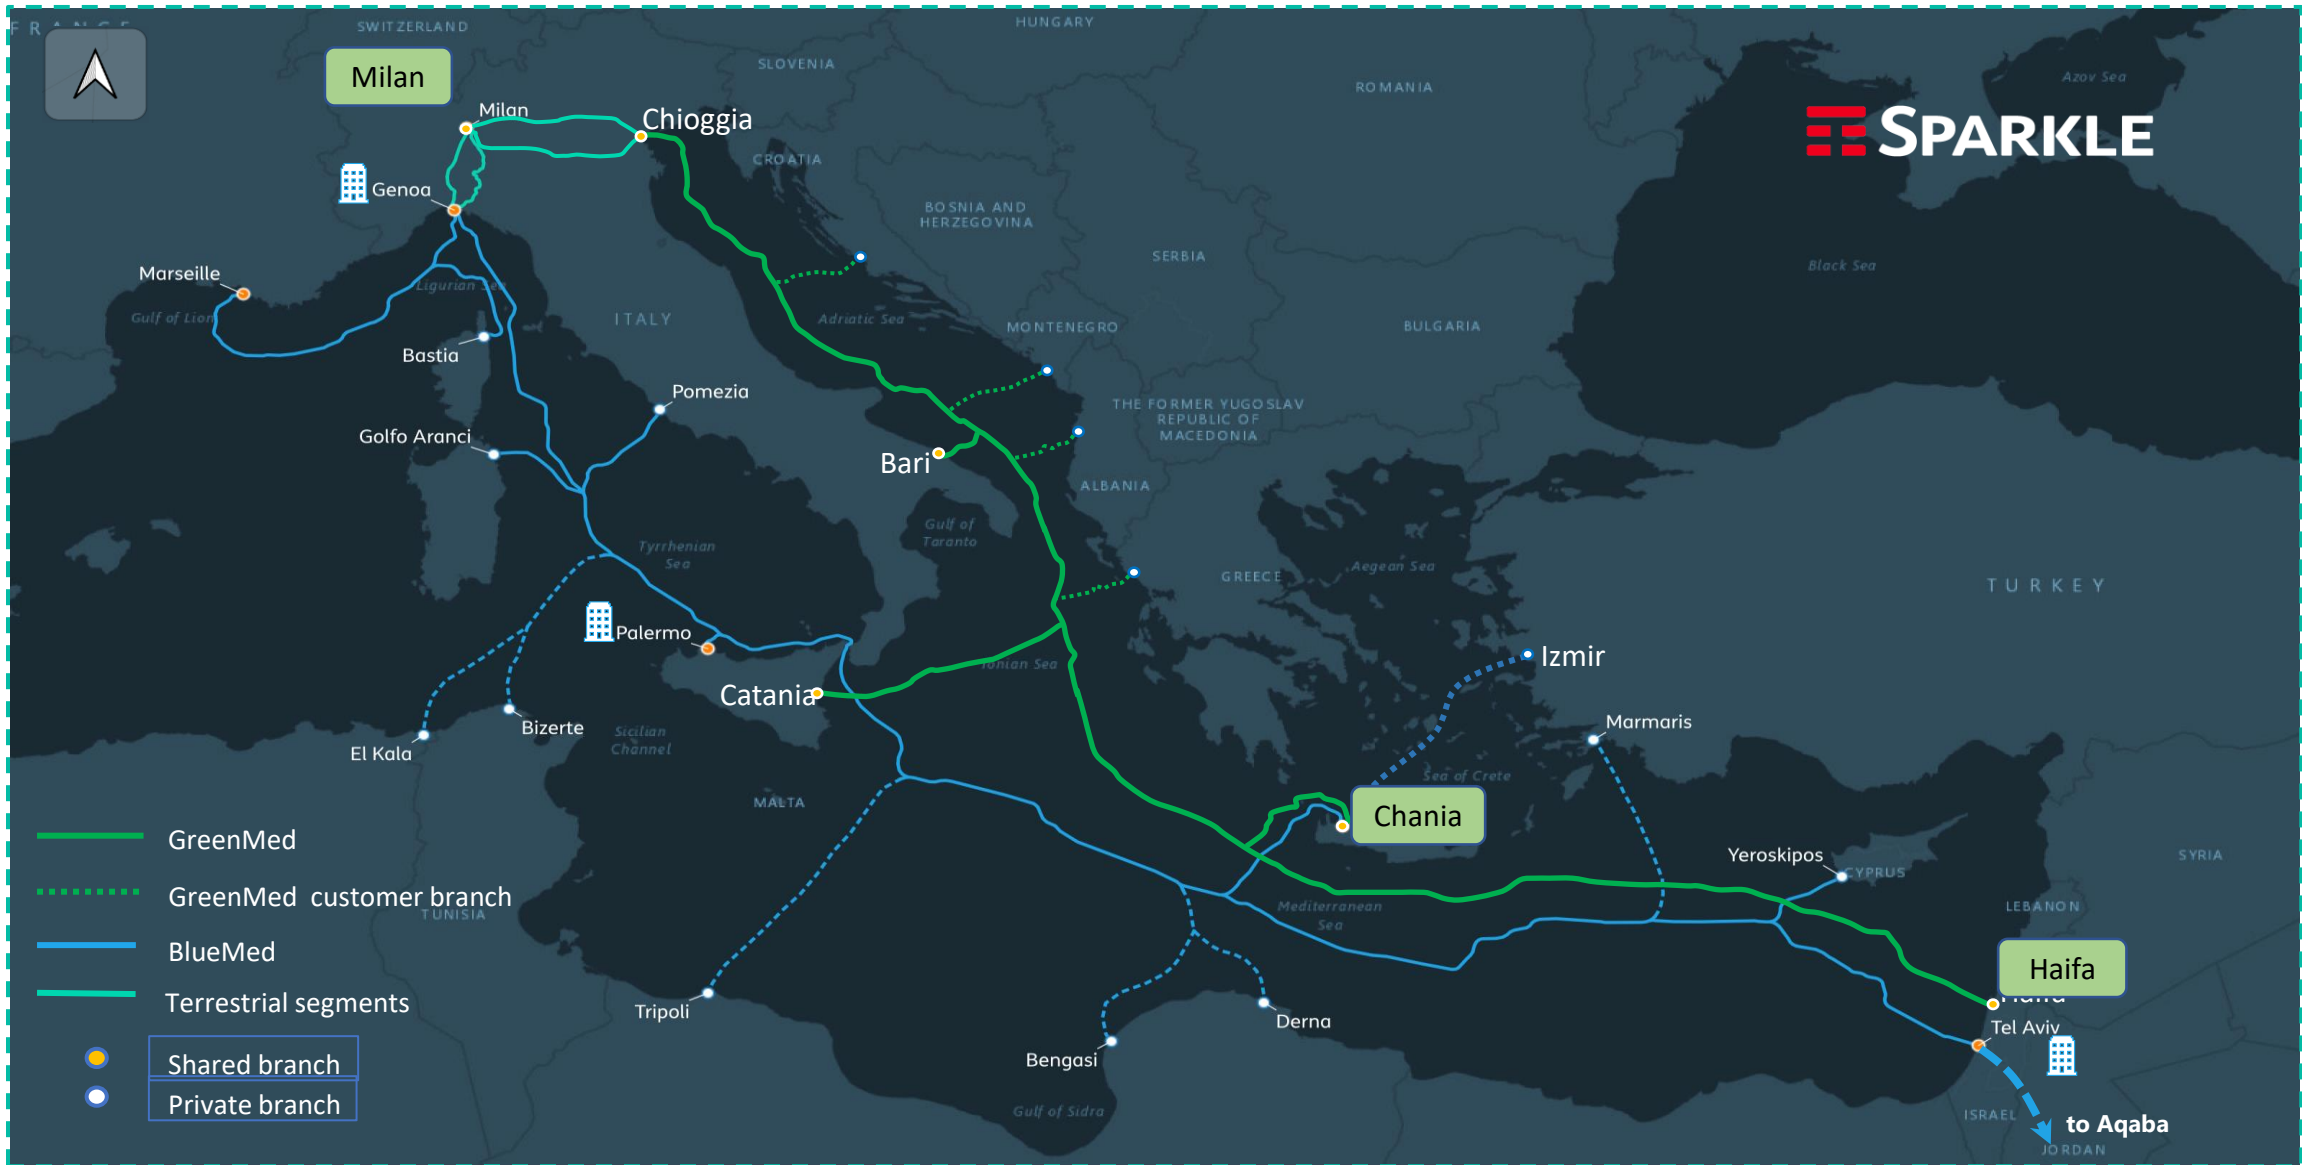 FRANCE
SWITZERLAND
HUNGARY
SLOVENIA
ROMANIA
Azov Sea
Milan
Milan
Chioggia
SPARKLE
CROATIA
Genoa
BOSNIA AND
HERZEGOVINA
SERBIA
Black Sea
Marseille
Ligurian Sea
Gulf of Lion
ITALY
Adriatic Sea
MONTENEGRO
BULGARIA
Bastia
Pomezia
THE FORMER YUGOSLAV
REPUBLIC OF
MACEDONIA
Golfo Aranci
Bari
ALBANIA
Gulf of
Taranto
Tyrrhenian
Sea
GREECE
Aegean Sea
TURKEY
Palermo
Ionian Sea
Izmir
Catania
Bizerte
Sicilian
Channel
Marmaris
El Kala
Sea of Crete
MALTA
Chania
GreenMed
Yeroskipos
CYPRUS
SYRIA
GreenMed customer branch
TUNISIA
Mediterranean
Sea
LEBANON
BlueMed
Haifa
Haifa
Terrestrial segments
Tripoli
Derna
Tel Aviv
Bengasi
Shared branch
Private branch
Gulf of Sidra
ISRAEL
to Aqaba
JORDAN